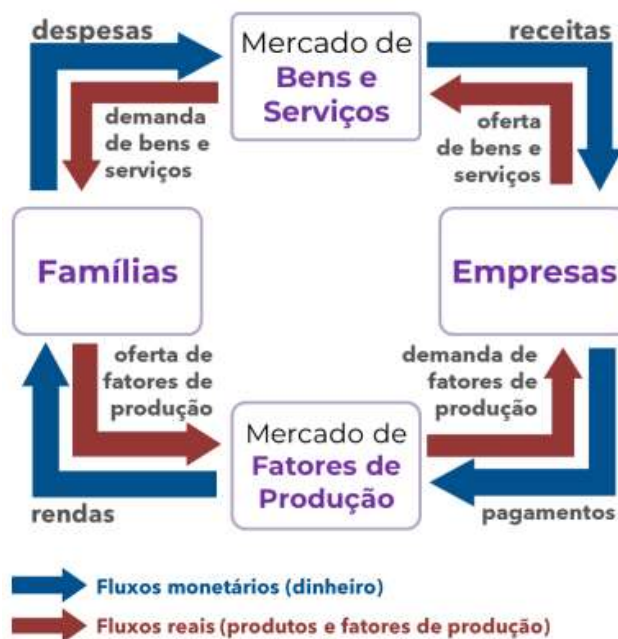 despesas
Mercado de
Bens e
Serviços
receitas
demanda
de bens e
serviços
oferta
de bens e
serviços
Famílias
Empresas
oferta de
fatores de
produção
demanda de
fatores de
produção
Mercado de
Fatores de
Produção
rendas
pagamentos
Fluxos monetários (dinheiro)
Fluxos reais (produtos e fatores de produção)